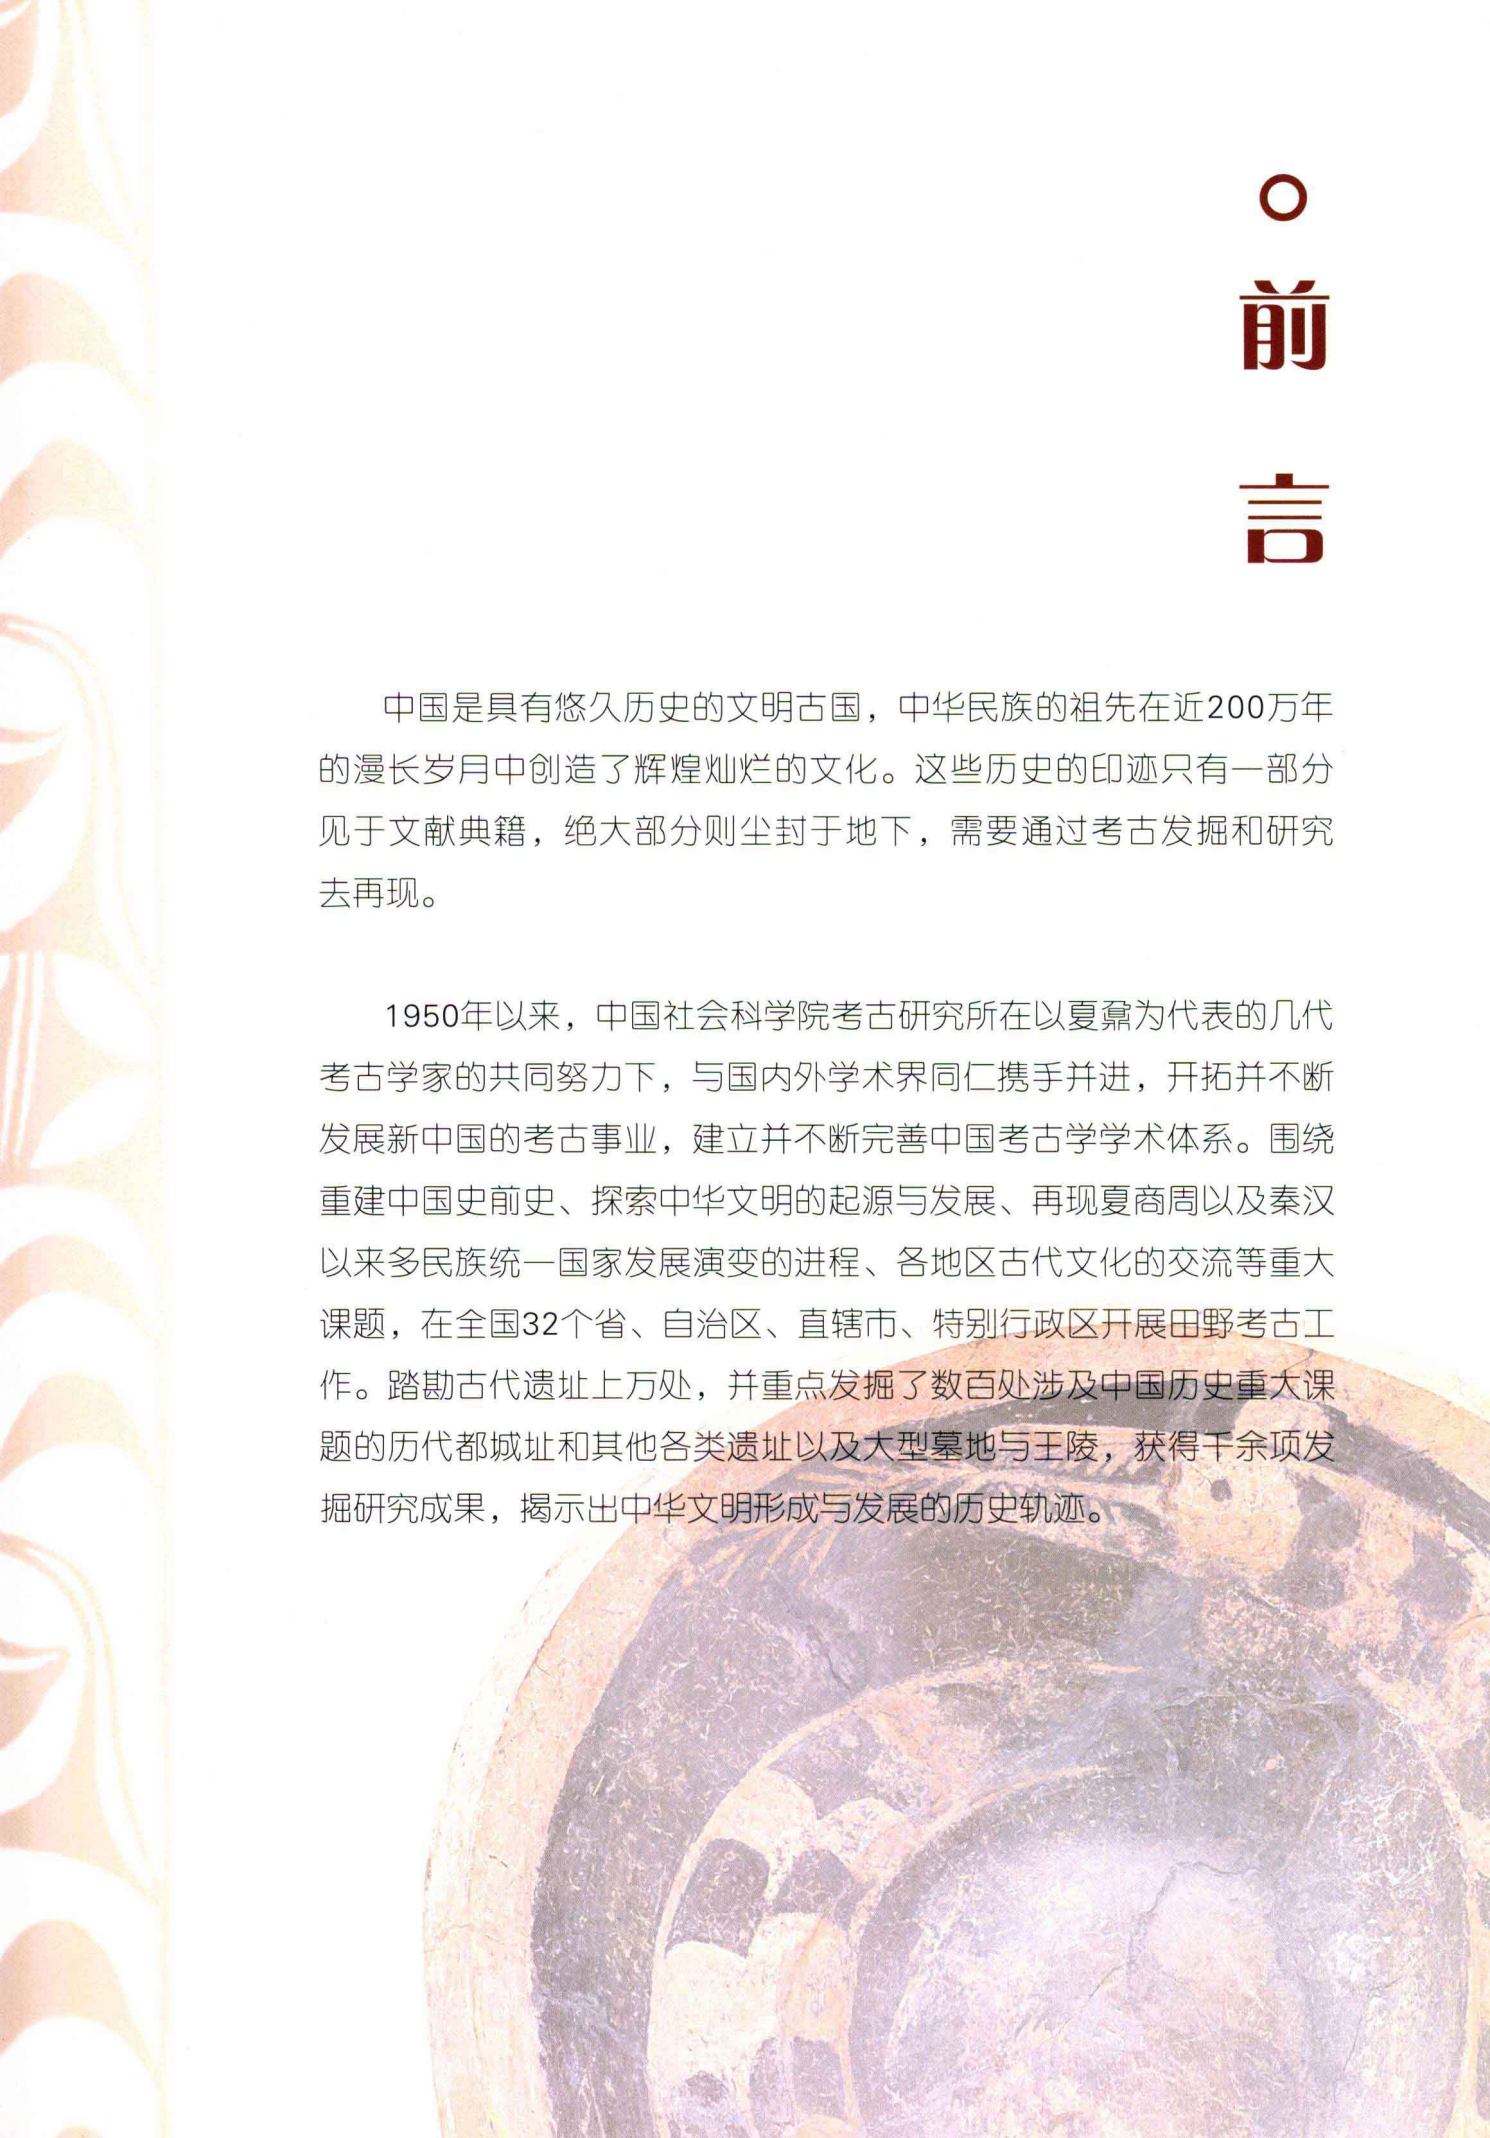 前言
中国是具有悠久历史的文明古国，中华民族的祖先在近200万年
的漫长岁月中创造了辉煌灿烂的文化。这些历史的印迹只有一部分
见于文献典籍，绝大部分则尘封于地下，需要通过考古发掘和研究
去再现。
1950年以来，中国社会科学院考古研究所在以夏鼐为代表的几代
考古学家的共同努力下，与国内外学术界同仁携手并进，开拓并不断
发展新中国的考古事业，建立并不断完善中国考古学学术体系。围绕
重建中国史前史、探索中华文明的起源与发展、再现夏商周以及秦汉
以来多民族统一国家发展演变的进程、各地区古代文化的交流等重大
课题，在全国32个省、自治区、直辖市、特别行政区开展田野考古工
作。踏勘古代遗址上万处，并重点发掘了数百处涉及中国历史重大课
题的历代都城址和其他各类遗址以及大型墓地与王陵，获得千余项发
掘研究成果，揭示出中华文明形成与发展的历史轨迹。